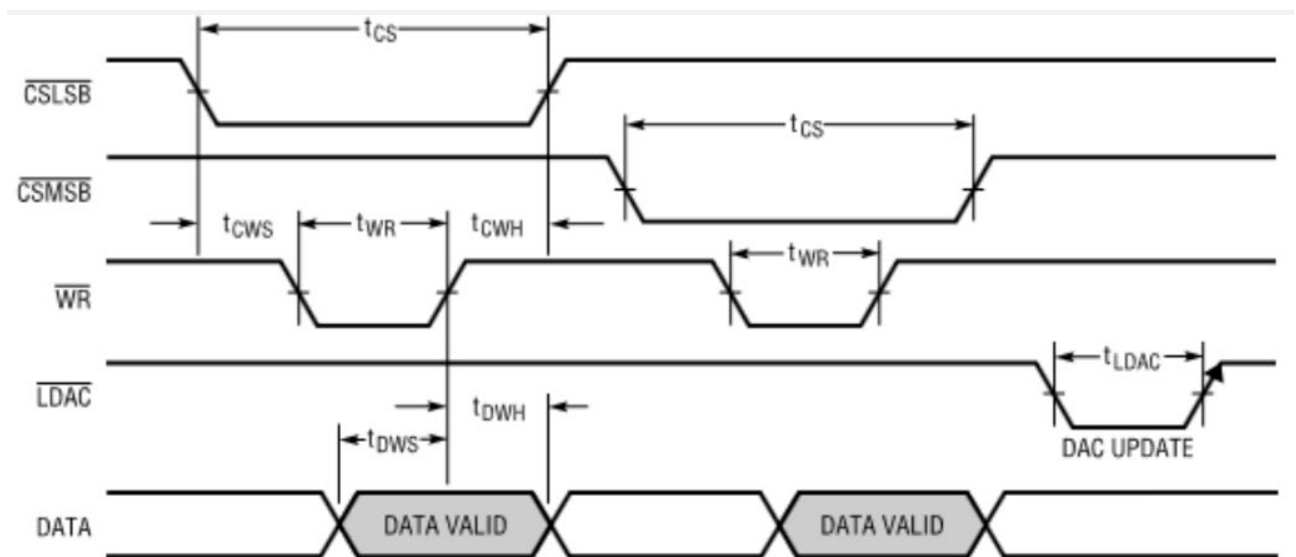 tCS
CSLSB
tCS
CSMSB
tCWS tWR tCWH
tWR
WR
tLDAC
LDAC
tDWH
tDWS
DAC UPDATE
DATA DATA VALID DATA VALID